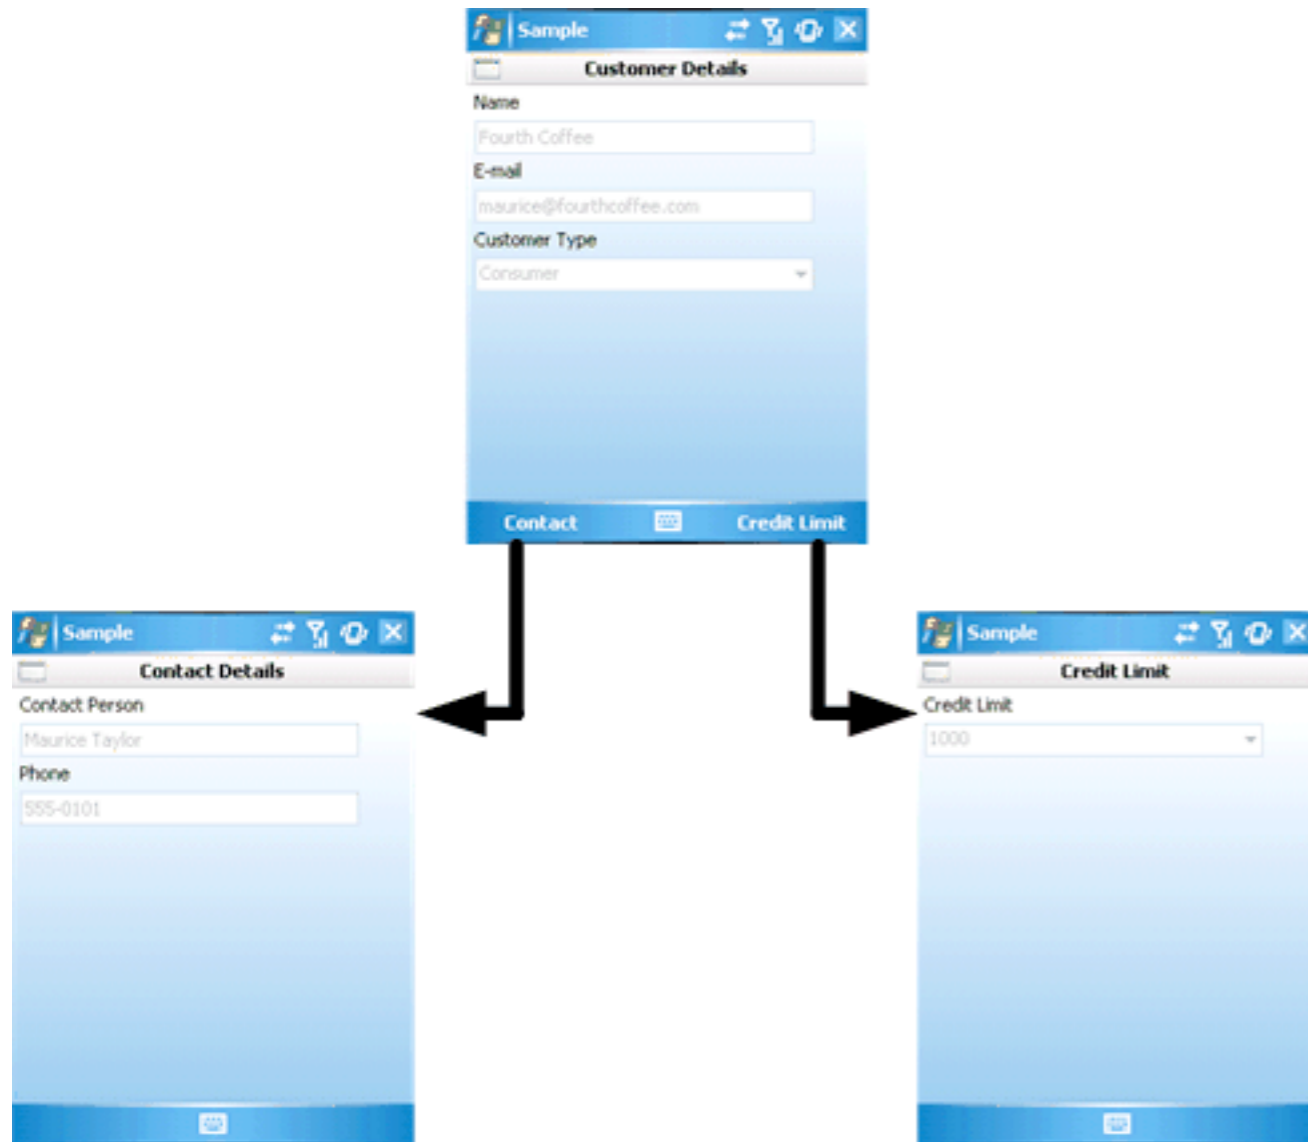 Sample
Customer Details
Name
Fourth Coffee
E-mail
maurice@fourthcoffee.com
Customer Type
Consumer
Contact Credit Limit
Sample
Contact Details
Contact Person
Maurice Taylor
Phone
555-0101
Sample
Credit Limit
Credit Limit
1000